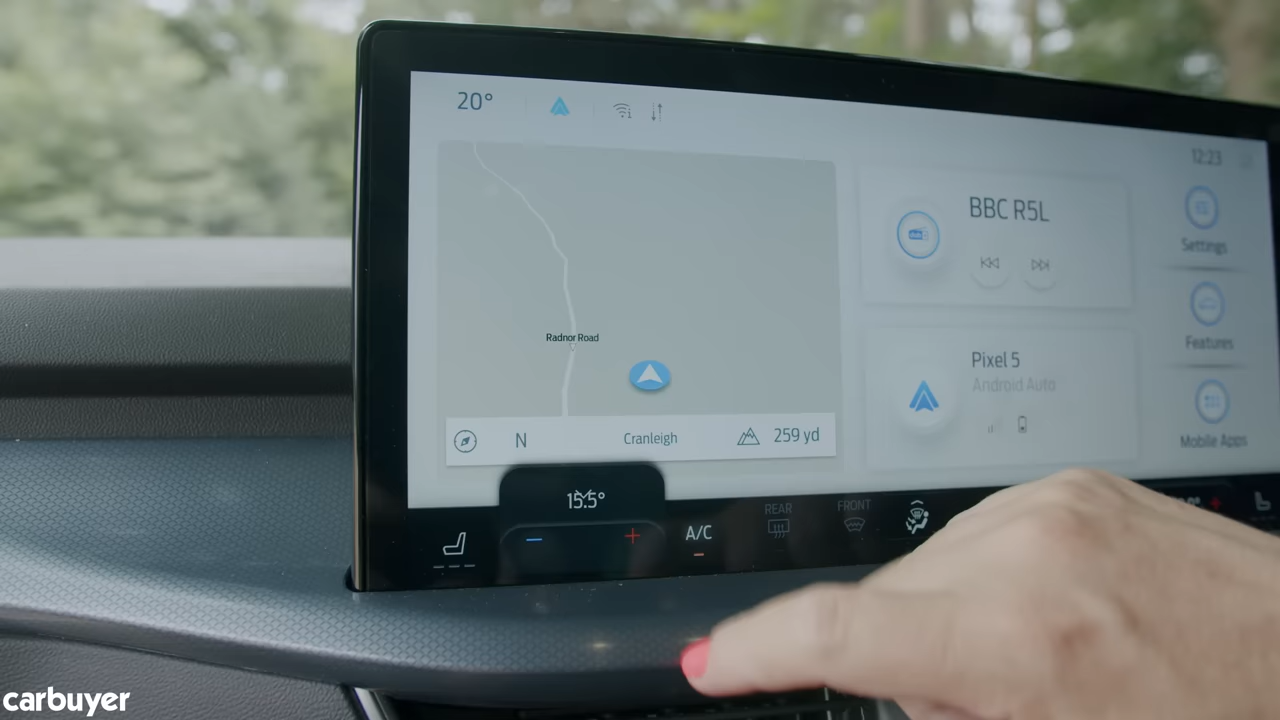 20°
12:23
BBC R5L
Settings
Radnor Road
Features
Pixel 5
Android Auto
N
Cranleigh
259 yd
Mobile Apps
15.5°
A/C
REAR
FRONT
carbuyer